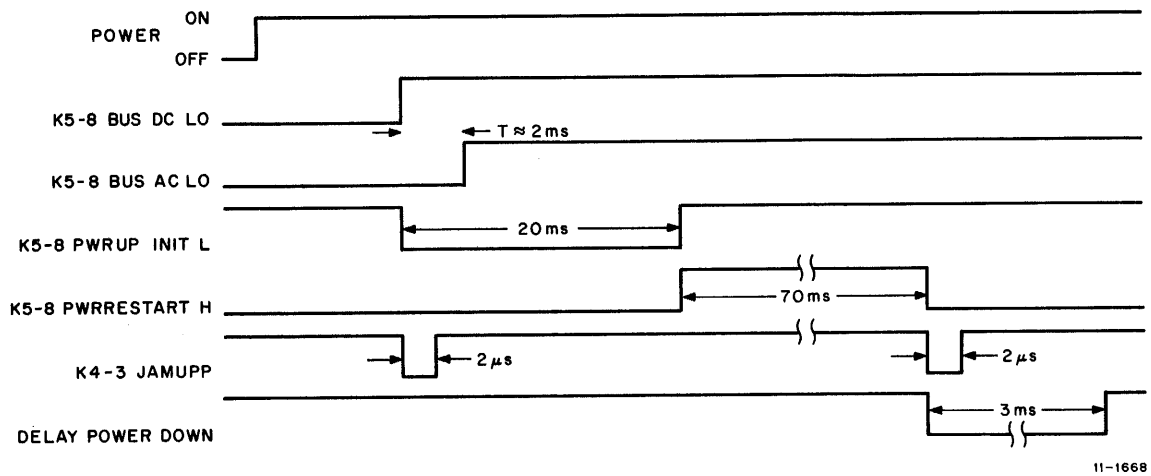 ON
POWER
OFF
K5-8 BUS DC LO
T ≈ 2ms
K5-8 BUS AC LO
20ms
K5-8 PWRUP INIT L
K5-8 PWRRESTART H
70ms
2µs
2µs
K4-3 JAMUPP
3ms
DELAY POWER DOWN
11-1668